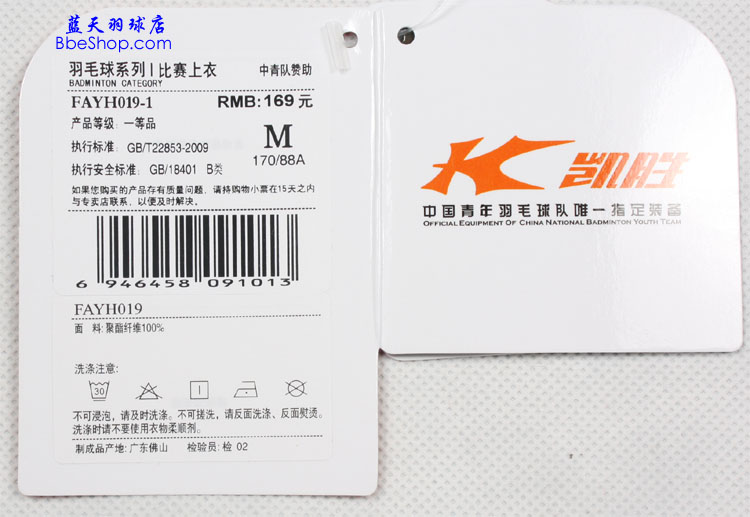 蓝天羽球店
BbeShop.com
羽毛球系列 | 比赛上衣 中青队赞助
BADMINTON CATEGORY
FAYH019-1 RMB: 169 元
产品等级: 一等品
执行标准: GB/T22853-2009
M
170/88A
执行安全标准: GB/18401 B类
如果您购买的产品存有质量问题, 请持购物小票在15天之内
与专卖店联系, 以便及时解决。
6 946458 091013
FAYH019
面 料: 聚酯纤维100%
洗涤注意:
30
不可浸泡, 请及时洗涤。不可搓洗, 请反面洗涤、反面熨烫。
洗涤时请不要使用衣物柔顺剂。
制成品产地: 广东佛山 检验员: 检 02
凯胜
中国青年羽毛球队唯一指定装备
OFFICIAL EQUIPMENT OF CHINA NATIONAL BADMINTON YOUTH TEAM